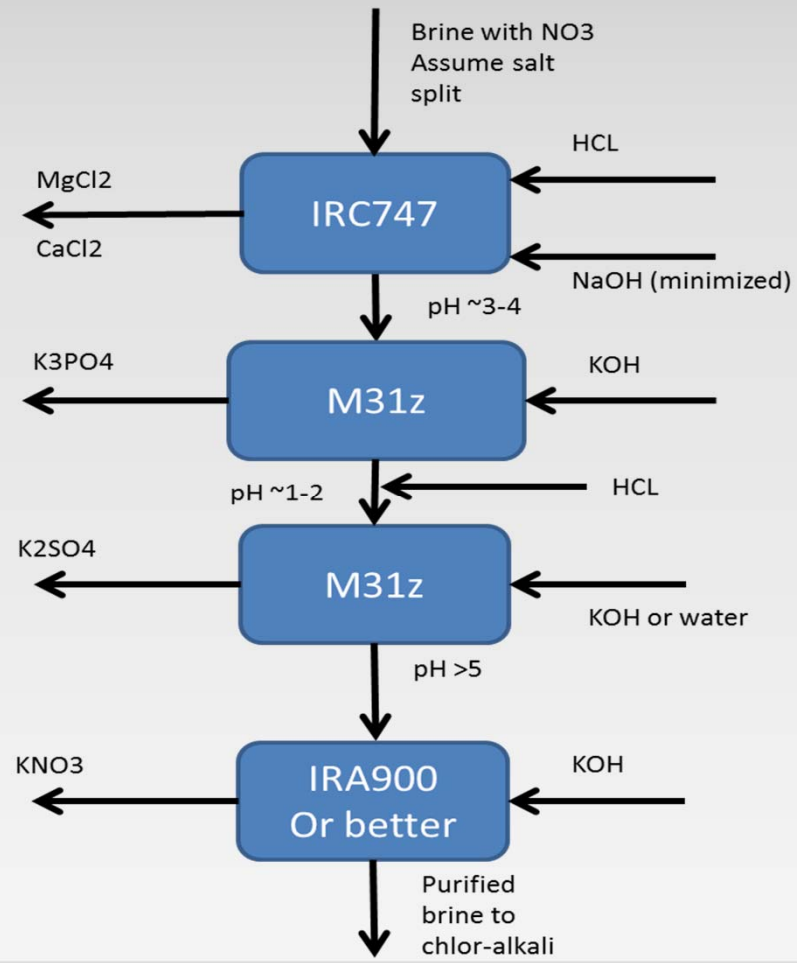 Brine with NO3
Assume salt
split
HCL
MgCl2
IRC747
CaCl2
NaOH (minimized)
pH ~3-4
K3PO4
KOH
M31z
pH ~1-2
HCL
K2SO4
M31z
KOH or water
pH >5
KNO3
IRA900
Or better
KOH
Purified
brine to
chlor-alkali